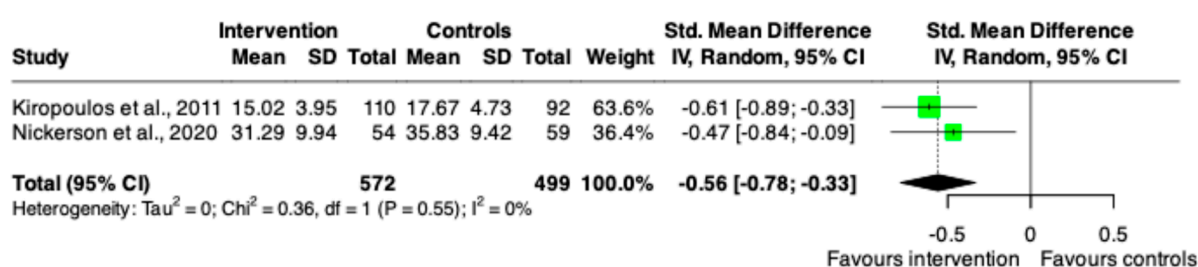 Intervention Controls Std. Mean Difference Std. Mean Difference
Study Mean SD Total Mean SD Total Weight IV, Random, 95% CI IV, Random, 95% CI
Kiropoulos et al., 2011 15.02 3.95 110 17.67 4.73 92 63.6% -0.61 [-0.89; -0.33]
Nickerson et al., 2020 31.29 9.94 54 35.83 9.42 59 36.4% -0.47 [-0.84; -0.09]
Total (95% CI) 572 499 100.0% -0.56 [-0.78; -0.33]
Heterogeneity: Tau² = 0; Chi² = 0.36, df = 1 (P = 0.55); I² = 0%
-0.5 0 0.5
Favours intervention Favours controls